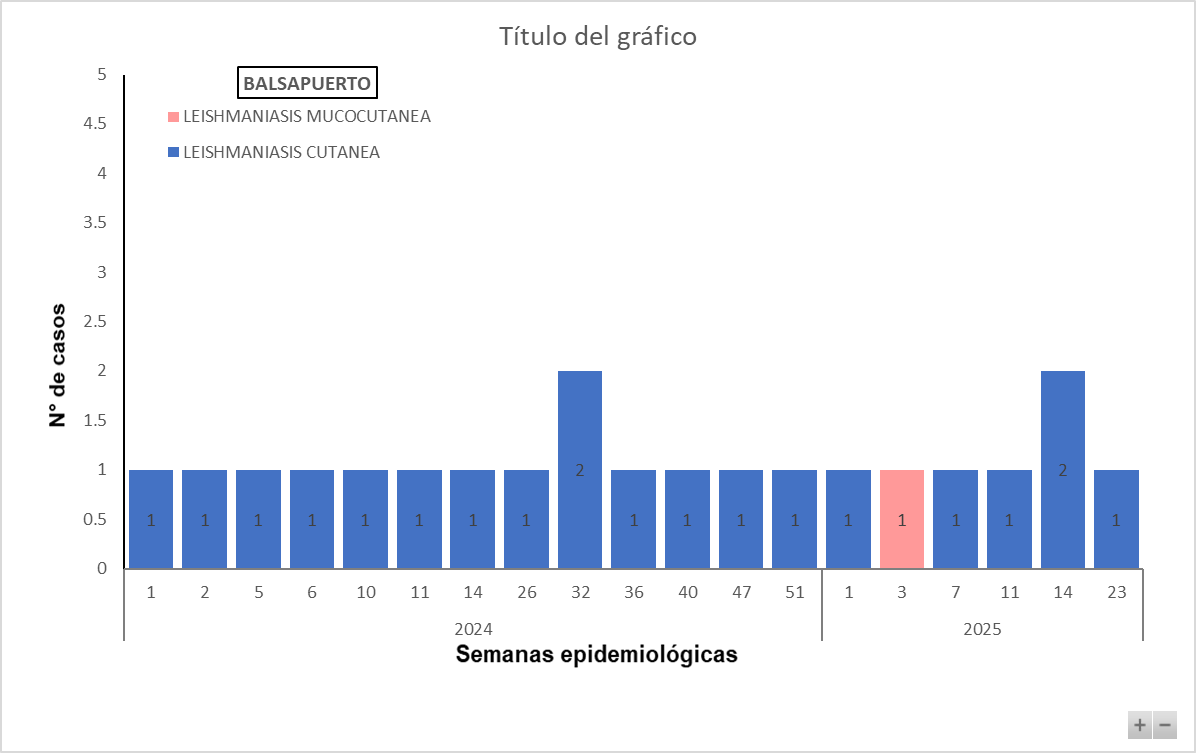 Título del gráfico
BALSAPUERTO
LEISHMANIASIS MUCOCUTANEA
LEISHMANIASIS CUTANEA
N° de casos
5
4.5
4
3.5
3
2.5
2
1.5
1
0.5
0
1 1 1 1 1 1 1 1 2 1 1 1 1 1 1 1 1 2 1
1 2 5 6 10 11 14 26 32 36 40 47 51 1 3 7 11 14 23
2024 2025
Semanas epidemiológicas
+ −